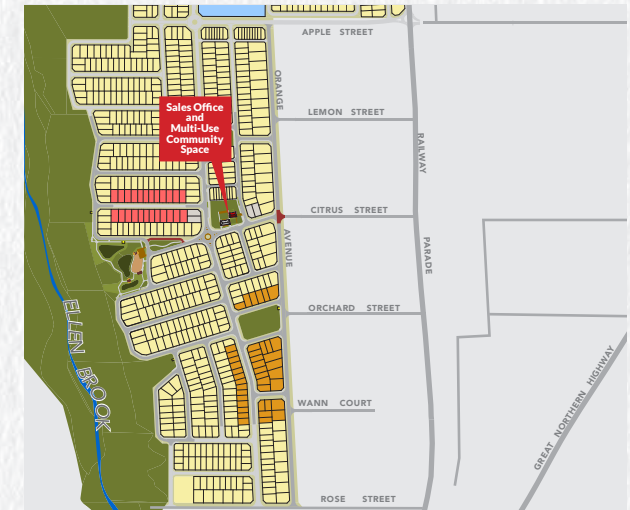 APPLE STREET
ORANGE
AVENUE
LEMON STREET
Sales Office
and
Multi-Use
Community
Space
RAILWAY
PARADE
CITRUS STREET
ORCHARD STREET
ELLEN BROOK
WANN COURT
GREAT NORTHERN HIGHWAY
ROSE STREET